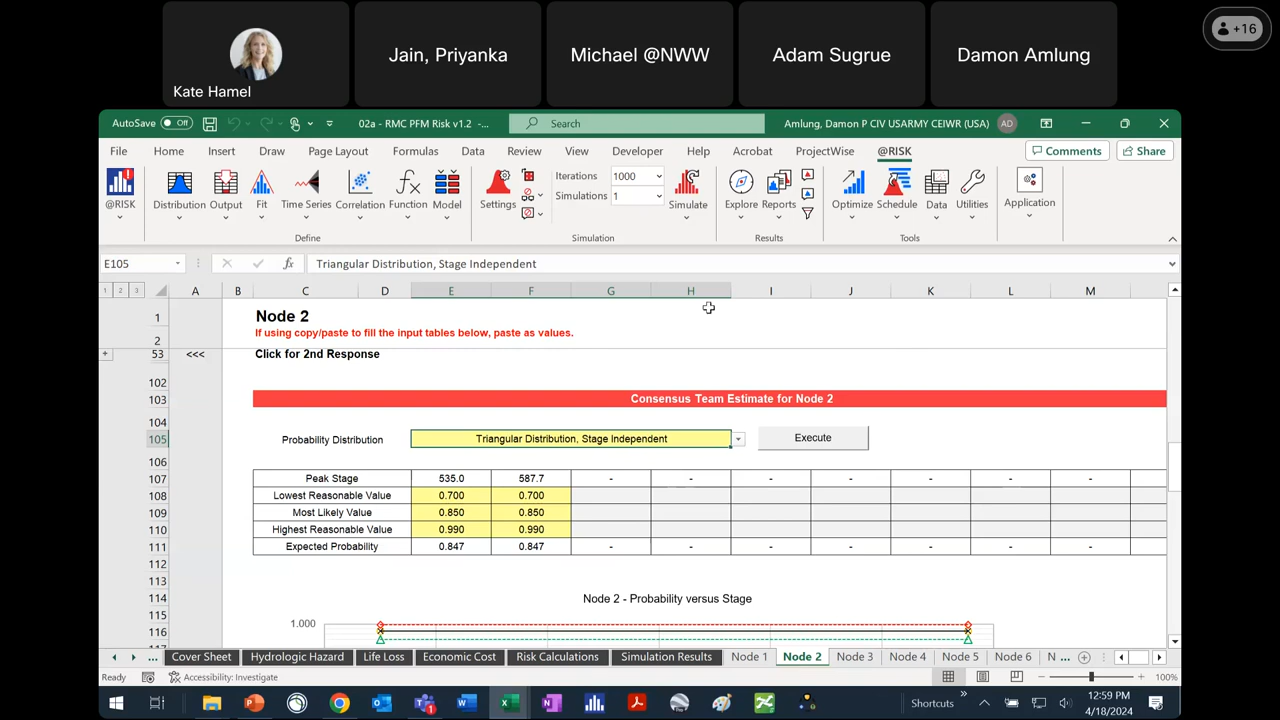 Kate Hamel
Jain, Priyanka
Michael @NWW
Adam Sugrue
Damon Amlung
+16
AutoSave Off
02a - RMC PFM Risk v1.2 -...
Search
Amlung, Damon P CIV USARMY CEIWR (USA) AD
File Home Insert Draw Page Layout Formulas Data Review View Developer Help Acrobat ProjectWise @RISK Comments Share
Iterations 1000
Simulations 1
@RISK Distribution Output Fit Time Series Correlation Function Model Settings Simulate Explore Reports Optimize Schedule Data Utilities Application
Define Simulation Results Tools
E105 fx Triangular Distribution, Stage Independent
1 2 3 A B C D E F G H I J K L M
1 Node 2
2 If using copy/paste to fill the input tables below, paste as values.
53 <<< Click for 2nd Response
102
103 Consensus Team Estimate for Node 2
104
105 Probability Distribution Triangular Distribution, Stage Independent Execute
106
107 Peak Stage 535.0 587.7 - - - - - - -
108 Lowest Reasonable Value 0.700 0.700
109 Most Likely Value 0.850 0.850
110 Highest Reasonable Value 0.990 0.990
111 Expected Probability 0.847 0.847 - - - - - - -
112
113
114 Node 2 - Probability versus Stage
115 1.000
116
... Cover Sheet Hydrologic Hazard Life Loss Economic Cost Risk Calculations Simulation Results Node 1 Node 2 Node 3 Node 4 Node 5 Node 6 N ...
Ready Accessibility: Investigate 100%
Shortcuts 12:59 PM
4/18/2024